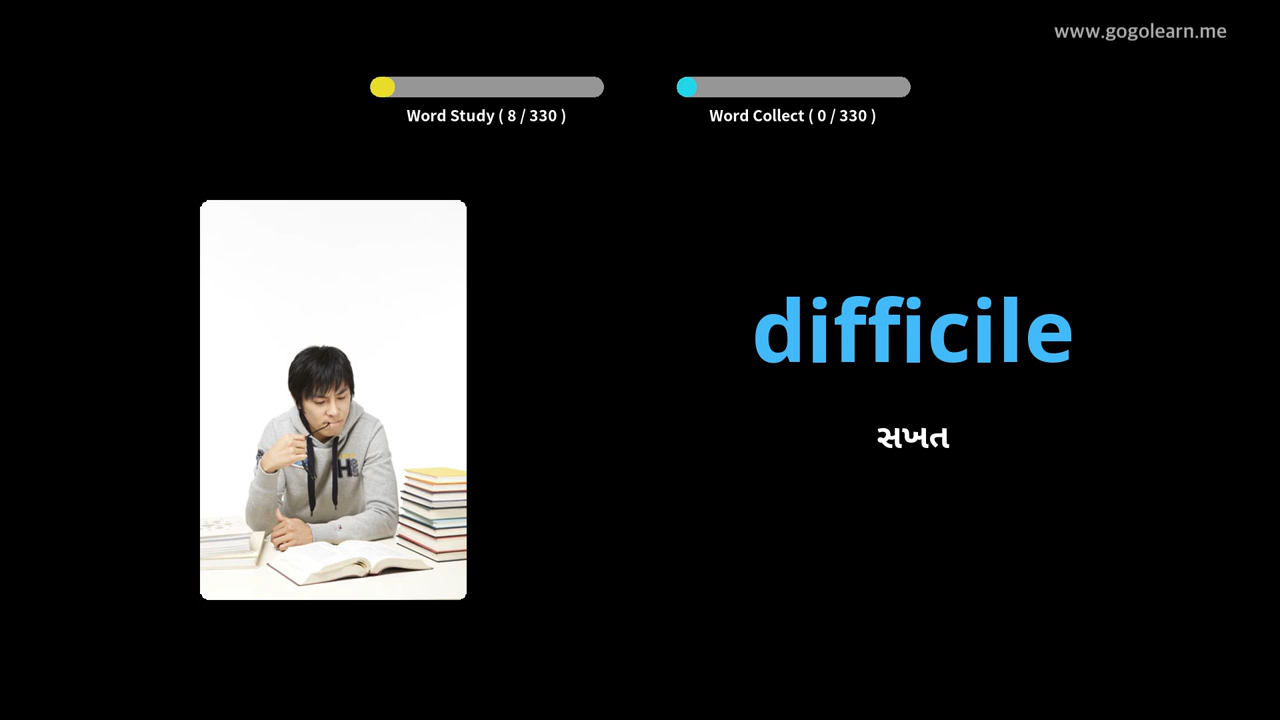 www.gogolearn.me
Word Study ( 8 / 330 )
Word Collect ( 0 / 330 )
difficile
સખત
H